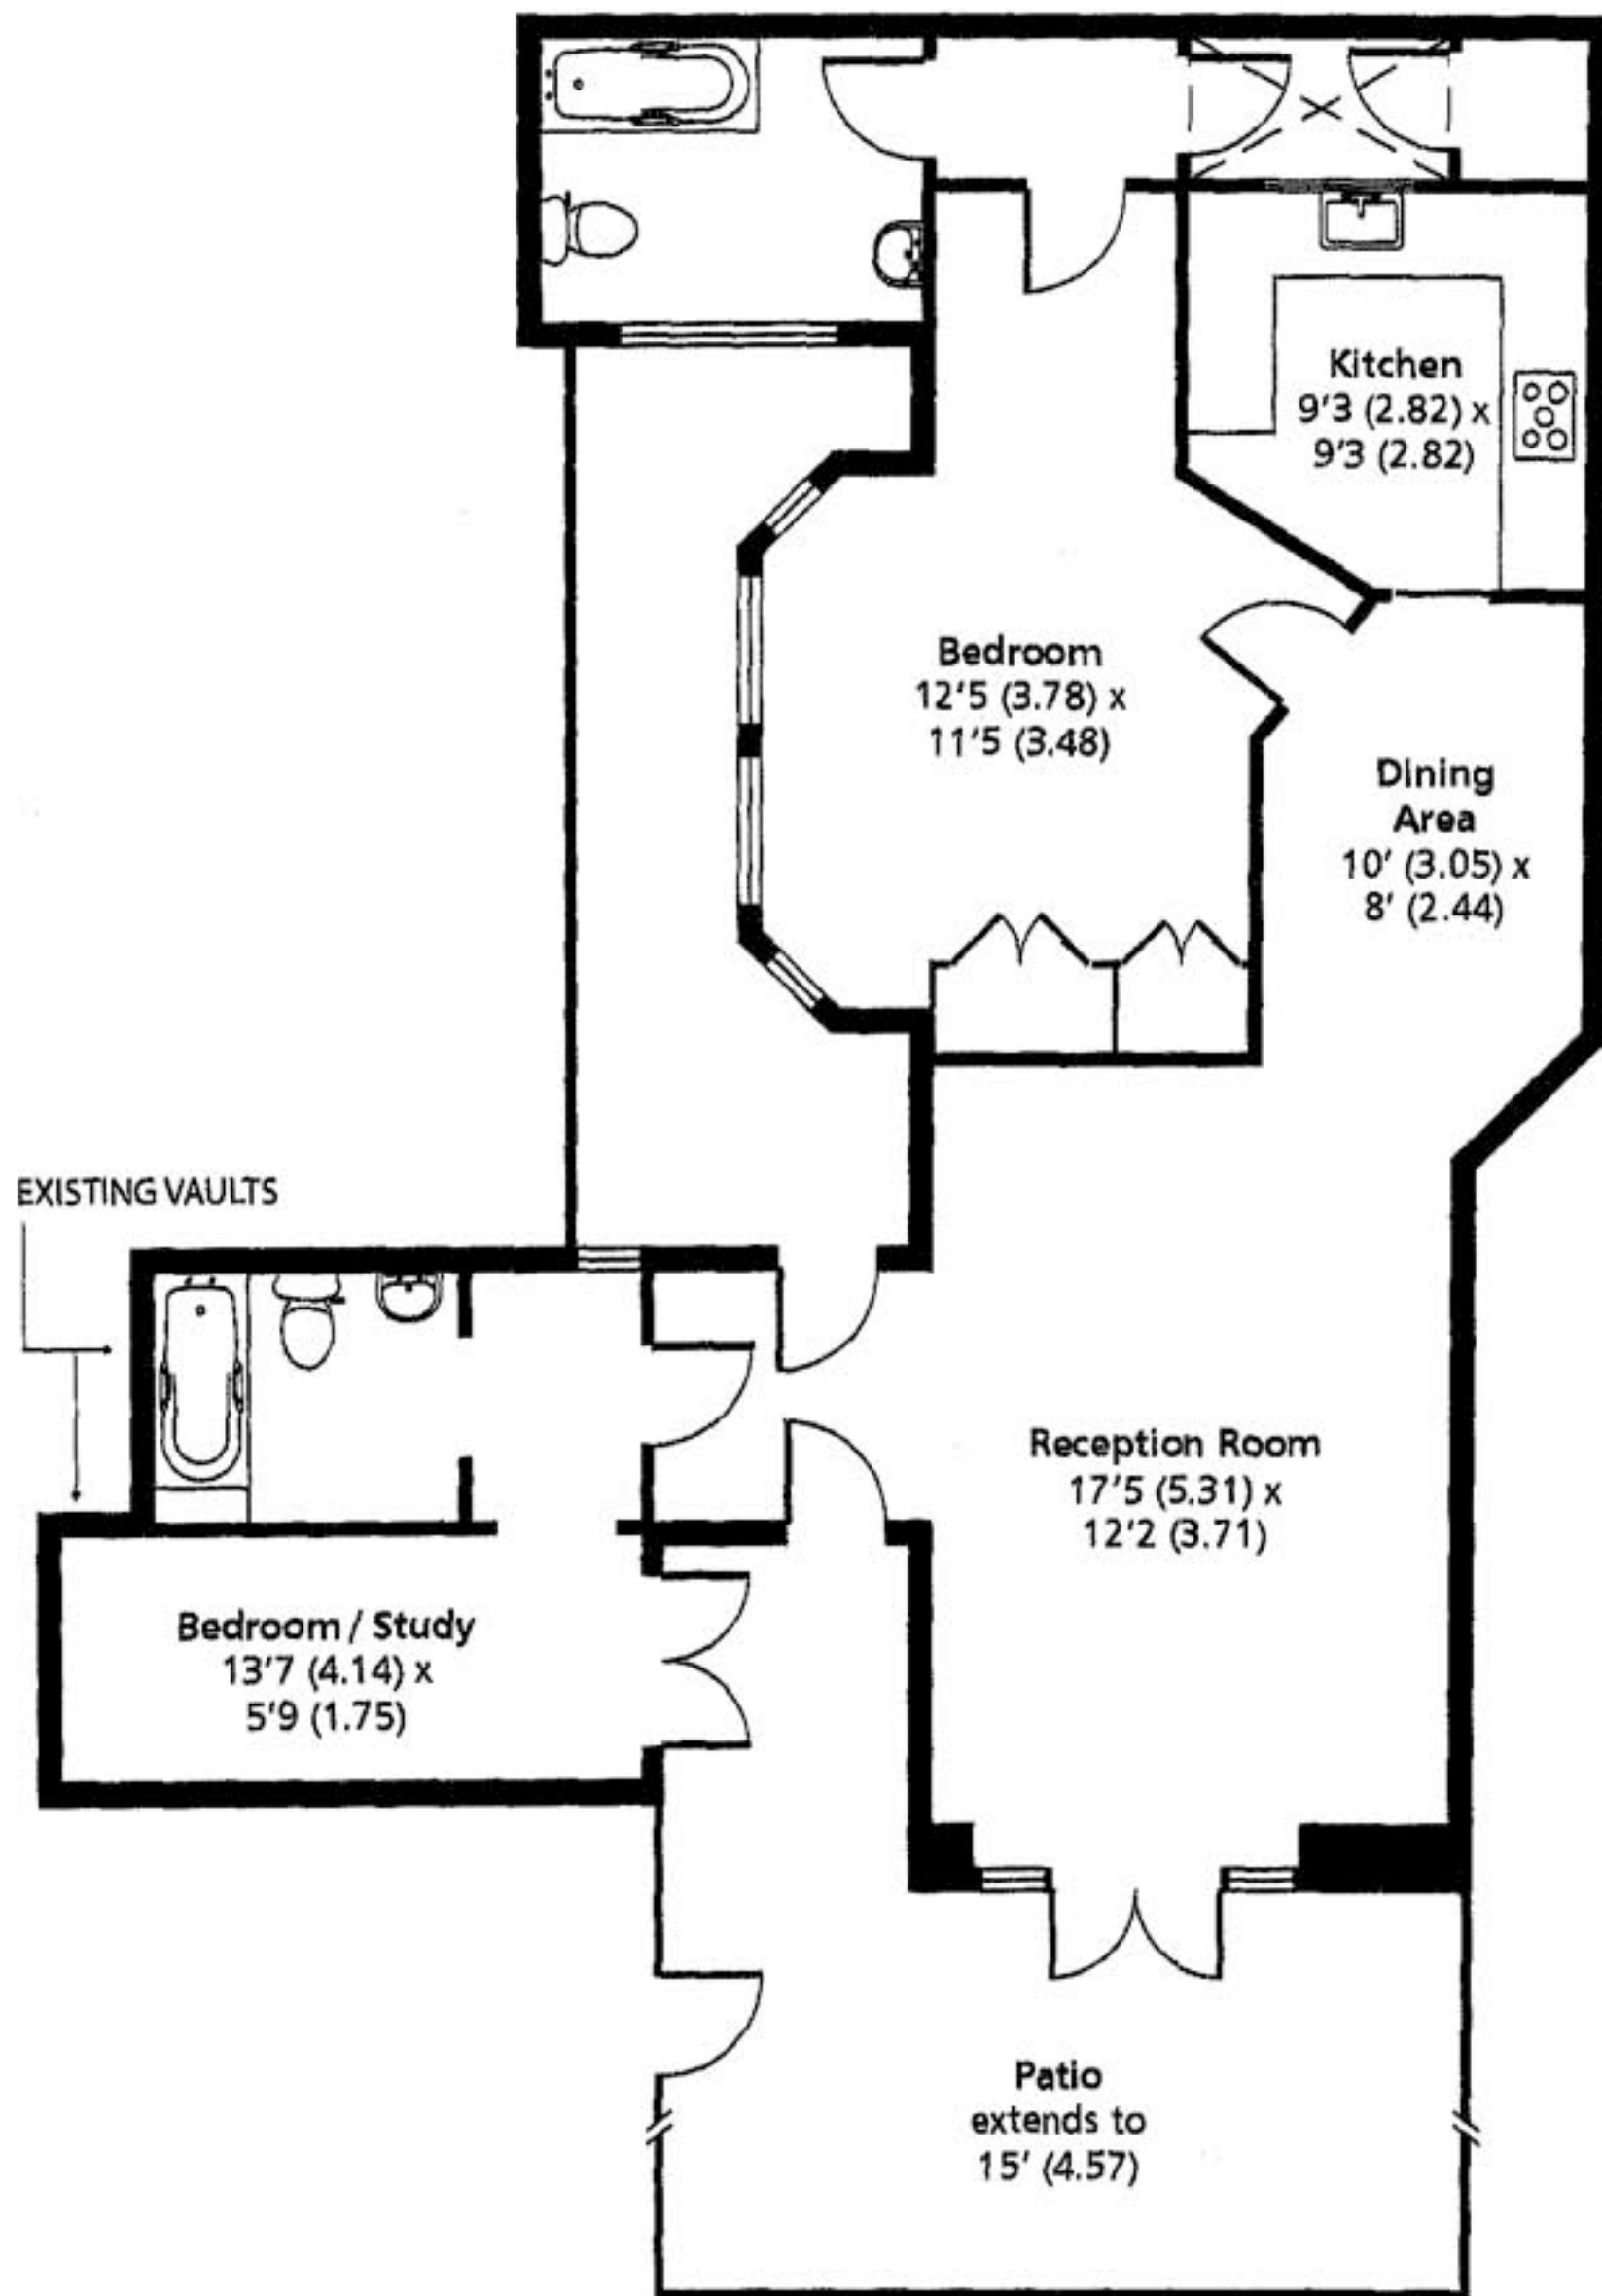 Kitchen
9'3 (2.82) x
9'3 (2.82)
Bedroom
12'5 (3.78) x
11'5 (3.48)
Dining
Area
10' (3.05) x
8' (2.44)
EXISTING VAULTS
Reception Room
17'5 (5.31) x
12'2 (3.71)
Bedroom / Study
13'7 (4.14) x
5'9 (1.75)
Patio
extends to
15' (4.57)